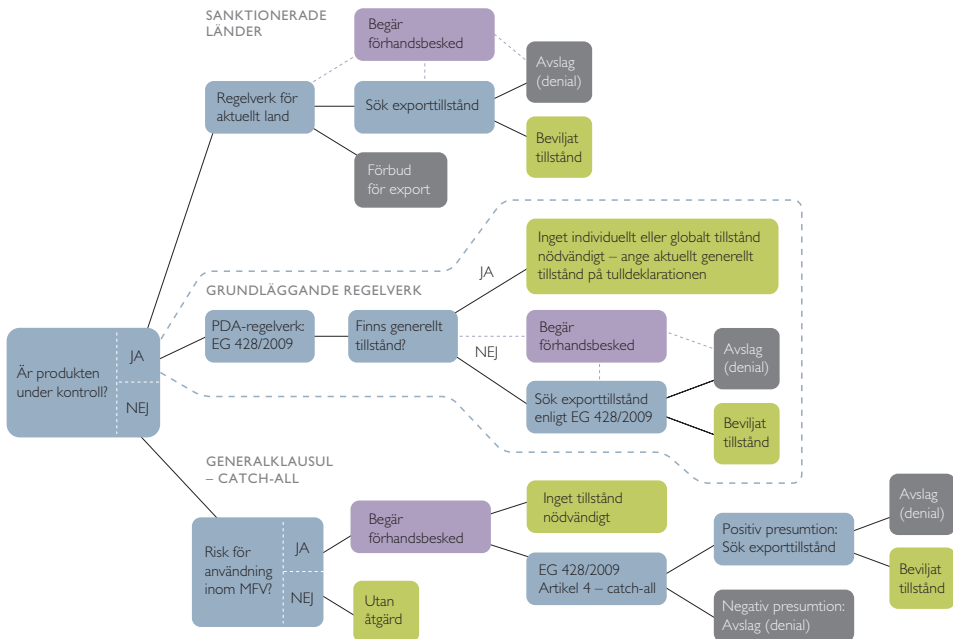 SANKTIONERADE
LÄNDER
Begär
förhandsbesked
Avslag
(denial)
Regelverk för
aktuellt land
Sök exporttillstånd
Beviljat
tillstånd
Förbud
för export
Inget individuellt eller globalt tillstånd
nödvändigt – ange aktuellt generellt
tillstånd på tulldeklarationen
JA
GRUNDLÄGGANDE REGELVERK
PDA-regelverk:
EG 428/2009
Finns generellt
tillstånd?
Begär
förhandsbesked
NEJ
Avslag
(denial)
Är produkten
under kontroll?
JA
NEJ
Sök exporttillstånd
enligt EG 428/2009
Beviljat
tillstånd
GENERALKLAUSUL
– CATCH-ALL
Inget tillstånd
nödvändigt
Avslag
(denial)
Begär
förhandsbesked
Positiv presumtion:
Sök exporttillstånd
Risk för
användning
inom MFV?
JA
NEJ
EG 428/2009
Artikel 4 – catch-all
Beviljat
tillstånd
Utan
åtgärd
Negativ presumtion:
Avslag (denial)